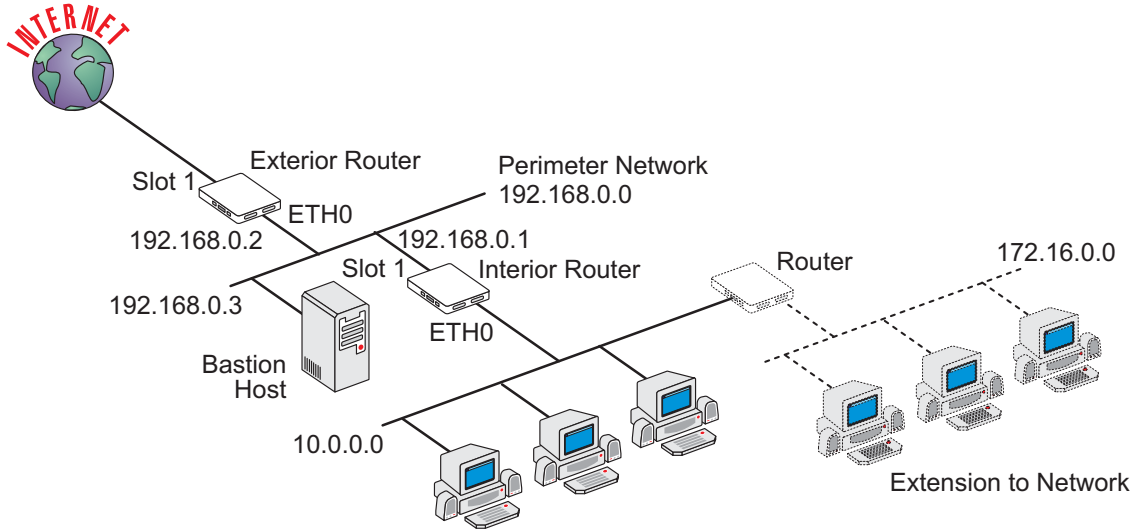 INTERNET
Exterior Router
Slot 1
ETH0
192.168.0.2
Perimeter Network
192.168.0.0
192.168.0.1
Slot 1
Interior Router
ETH0
192.168.0.3
Bastion
Host
10.0.0.0
Router
172.16.0.0
Extension to Network